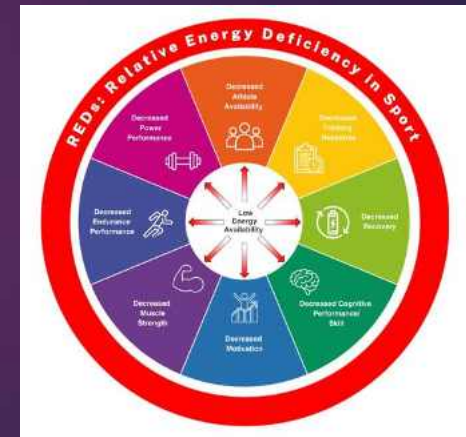 REDs: Relative Energy Deficiency in Sport
Decreased
Athlete
Availability
Decreased
Training
Response
Decreased
Recovery
Decreased Cognitive
Performance/
Skill
Decreased
Motivation
Decreased
Muscle
Strength
Decreased
Endurance
Performance
Decreased
Power
Performance
Low
Energy
Availability